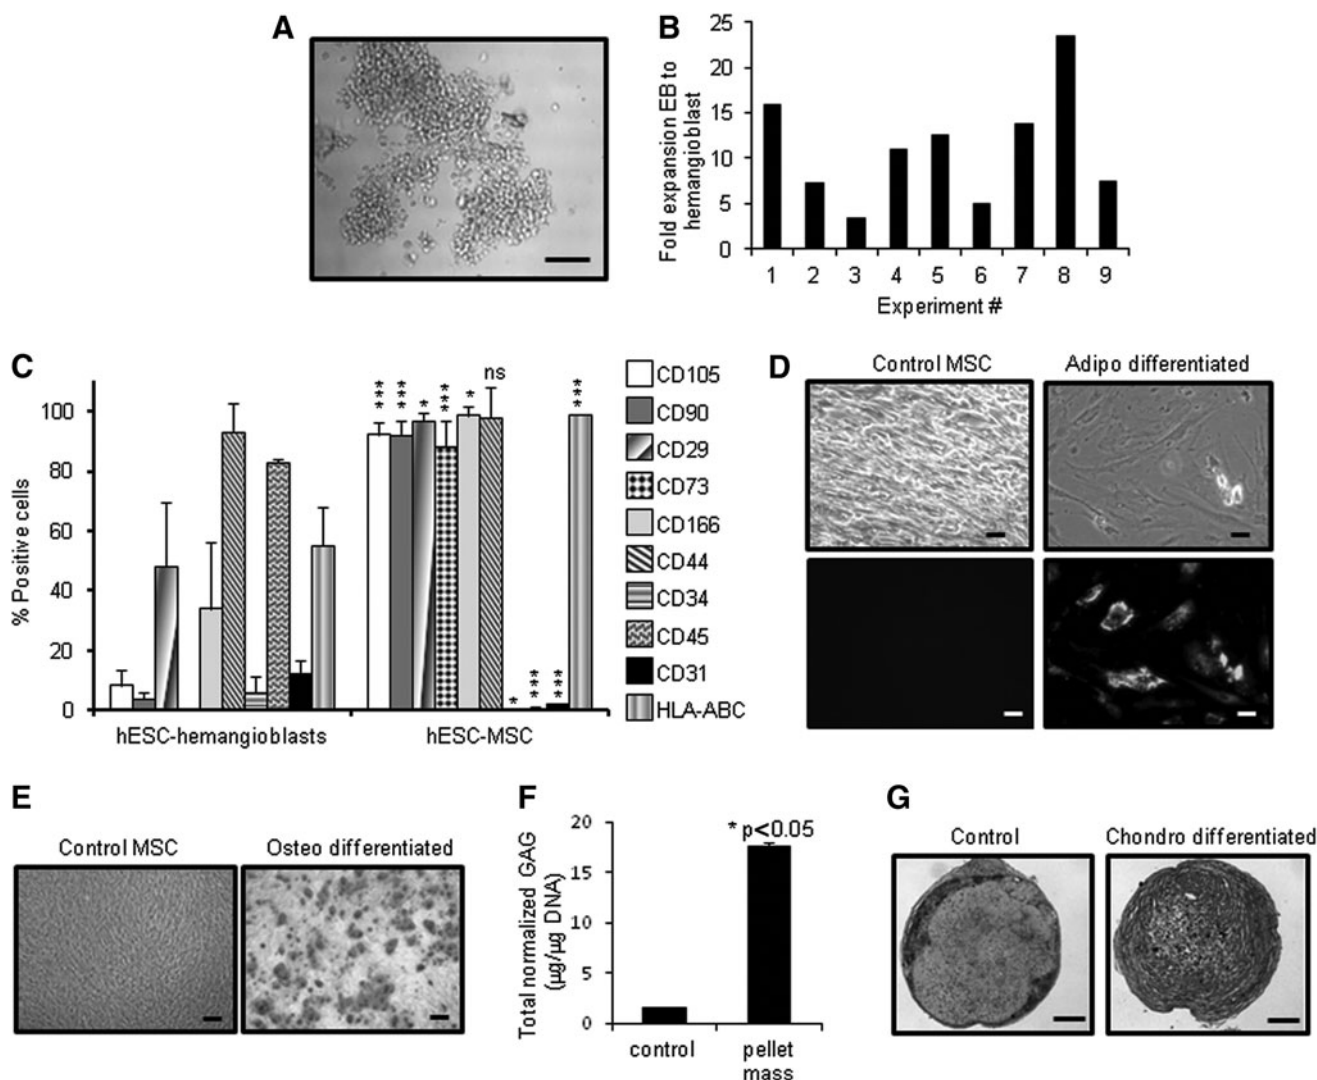 A
B
Fold expansion EB to
hemangioblast
25
20
15
10
5
0
1 2 3 4 5 6 7 8 9
Experiment #
C
% Positive cells
100
80
60
40
20
0
*** *** * *** * ns * *** *** ***
hESC-hemangioblasts hESC-MSC
CD105
CD90
CD29
CD73
CD166
CD44
CD34
CD45
CD31
HLA-ABC
D
Control MSC Adipo differentiated
E
Control MSC Osteo differentiated
F
Total normalized GAG
(µg/µg DNA)
20
15
10
5
0
* p<0.05
control pellet
mass
G
Control Chondro differentiated